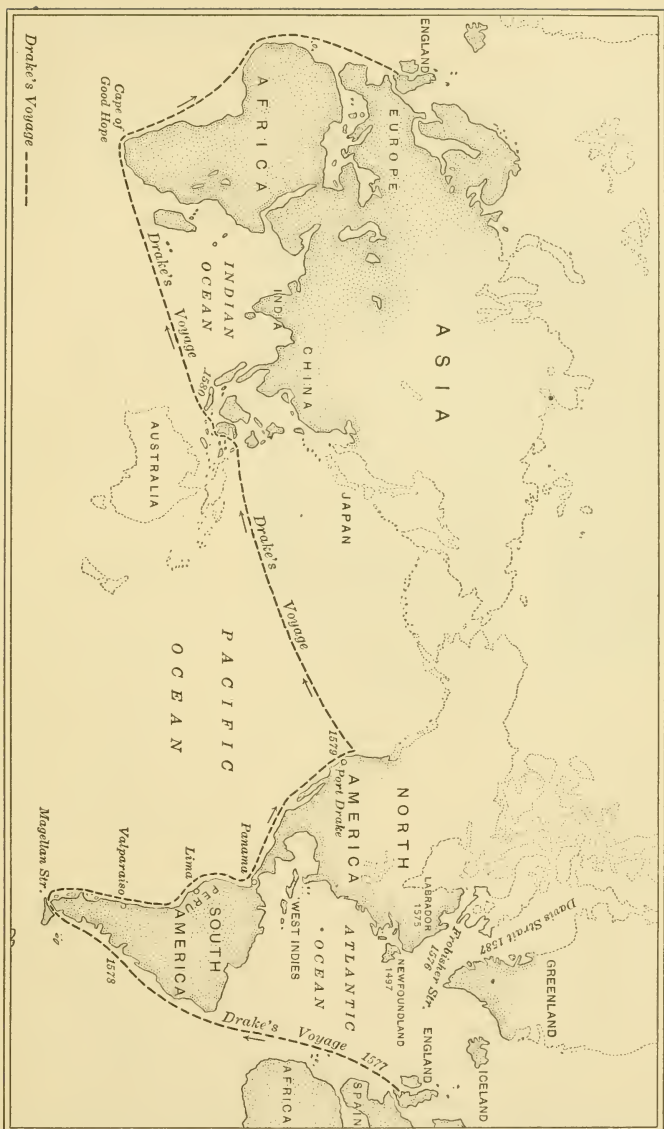 ENGLAND
EUROPE
AFRICA
Cape of
Good Hope
Drake's Voyage
ASIA
INDIA
CHINA
JAPAN
INDIAN
OCEAN
Drake's Voyage
1580
AUSTRALIA
Drake's Voyage
PACIFIC
OCEAN
1579
Port Drake
NORTH
AMERICA
LABRADOR
1575
Frobisher Str.
1576
Davis Strait 1587
GREENLAND
ICELAND
NEWFOUNDLAND
1497
ENGLAND
ATLANTIC
OCEAN
WEST INDIES
Panama
Lima
PERU
Valparaiso
Magellan Str.
SOUTH
AMERICA
1578
Drake's Voyage 1577
SPAIN
AFRICA